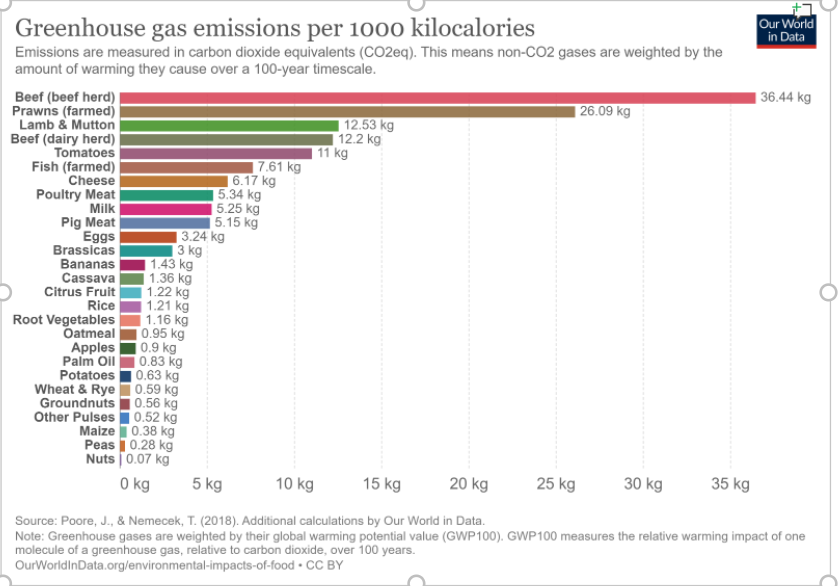 Greenhouse gas emissions per 1000 kilocalories
Our World
in Data
Emissions are measured in carbon dioxide equivalents (CO2eq). This means non-CO2 gases are weighted by the
amount of warming they cause over a 100-year timescale.
Beef (beef herd) 36.44 kg
Prawns (farmed) 26.09 kg
Lamb & Mutton 12.53 kg
Beef (dairy herd) 12.2 kg
Tomatoes 11 kg
Fish (farmed) 7.61 kg
Cheese 6.17 kg
Poultry Meat 5.34 kg
Milk 5.25 kg
Pig Meat 5.15 kg
Eggs 3.24 kg
Brassicas 3 kg
Bananas 1.43 kg
Cassava 1.36 kg
Citrus Fruit 1.22 kg
Rice 1.21 kg
Root Vegetables 1.16 kg
Oatmeal 0.95 kg
Apples 0.9 kg
Palm Oil 0.83 kg
Potatoes 0.63 kg
Wheat & Rye 0.59 kg
Groundnuts 0.56 kg
Other Pulses 0.52 kg
Maize 0.38 kg
Peas 0.28 kg
Nuts 0.07 kg
0 kg 5 kg 10 kg 15 kg 20 kg 25 kg 30 kg 35 kg
Source: Poore, J., & Nemecek, T. (2018). Additional calculations by Our World in Data.
Note: Greenhouse gases are weighted by their global warming potential value (GWP100). GWP100 measures the relative warming impact of one
molecule of a greenhouse gas, relative to carbon dioxide, over 100 years.
OurWorldInData.org/environmental-impacts-of-food • CC BY